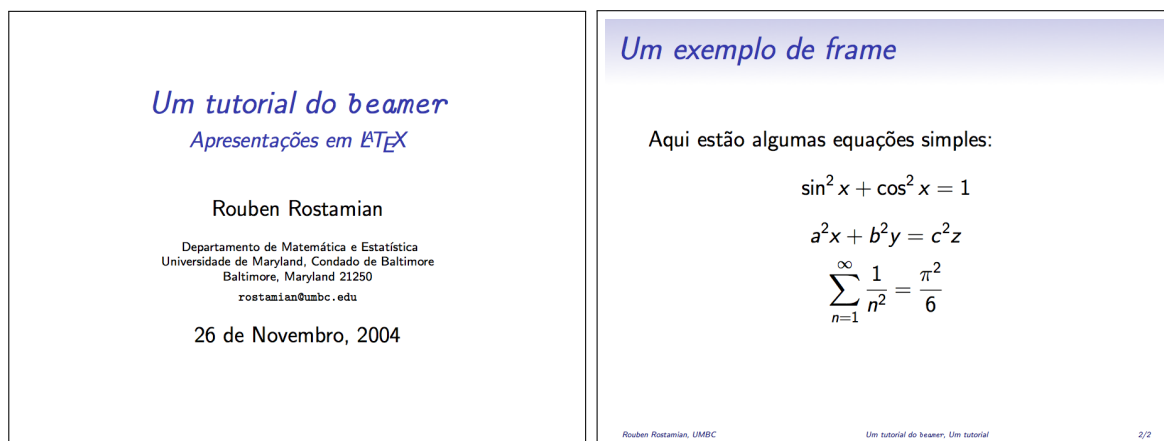 Um tutorial do beamer
Apresentações em LATEX
Rouben Rostamian
Departamento de Matemática e Estatística
Universidade de Maryland, Condado de Baltimore
Baltimore, Maryland 21250
rostamian@umbc.edu
26 de Novembro, 2004
Um exemplo de frame
Aqui estão algumas equações simples:
sin² x + cos² x = 1
a²x + b²y = c²z
∑_{n=1}^{∞} 1/n² = π²/6
Rouben Rostamian, UMBC Um tutorial do beamer, Um tutorial 2/2